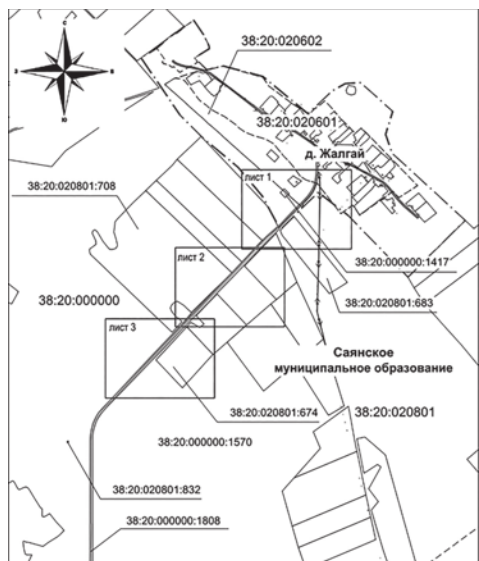 С
З
В
Ю
38:20:020602
38:20:020601
д. Жалгай
лист 1
38:20:020801:708
лист 2
38:20:000000:1417
38:20:000000
38:20:020801:683
лист 3
Саянское
муниципальное образование
38:20:020801:674
38:20:020801
38:20:000000:1570
38:20:020801:832
38:20:000000:1808